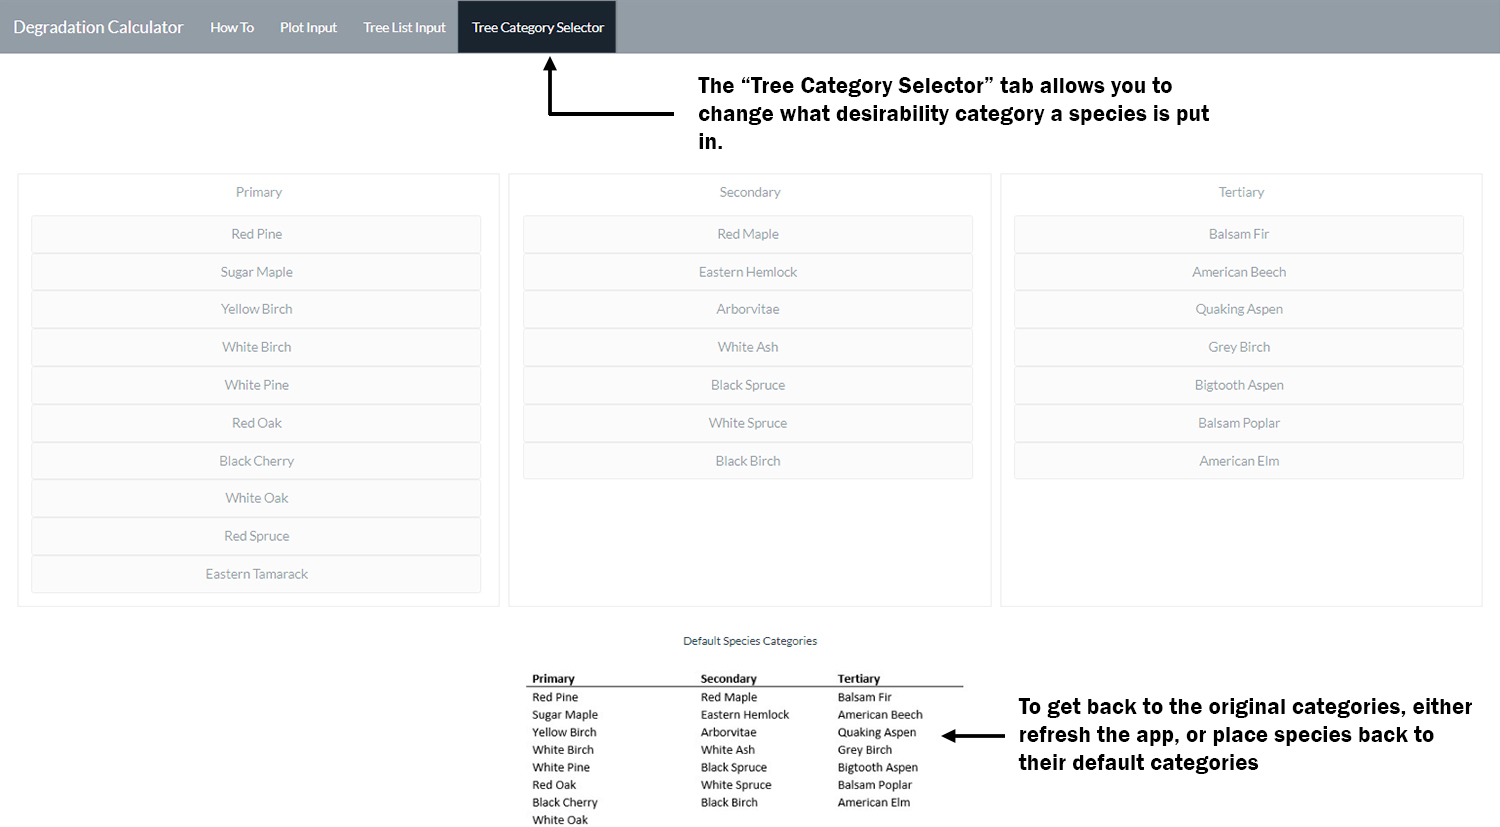 Degradation Calculator How To Plot Input Tree List Input Tree Category Selector
The “Tree Category Selector” tab allows you to
change what desirability category a species is put
in.
Primary
Red Pine
Sugar Maple
Yellow Birch
White Birch
White Pine
Red Oak
Black Cherry
White Oak
Red Spruce
Eastern Tamarack
Secondary
Red Maple
Eastern Hemlock
Arborvitae
White Ash
Black Spruce
White Spruce
Black Birch
Tertiary
Balsam Fir
American Beech
Quaking Aspen
Grey Birch
Bigtooth Aspen
Balsam Poplar
American Elm
Default Species Categories
Primary Secondary Tertiary
Red Pine Red Maple Balsam Fir
Sugar Maple Eastern Hemlock American Beech
Yellow Birch Arborvitae Quaking Aspen
White Birch White Ash Grey Birch
White Pine Black Spruce Bigtooth Aspen
Red Oak White Spruce Balsam Poplar
Black Cherry Black Birch American Elm
White Oak
To get back to the original categories, either
refresh the app, or place species back to
their default categories